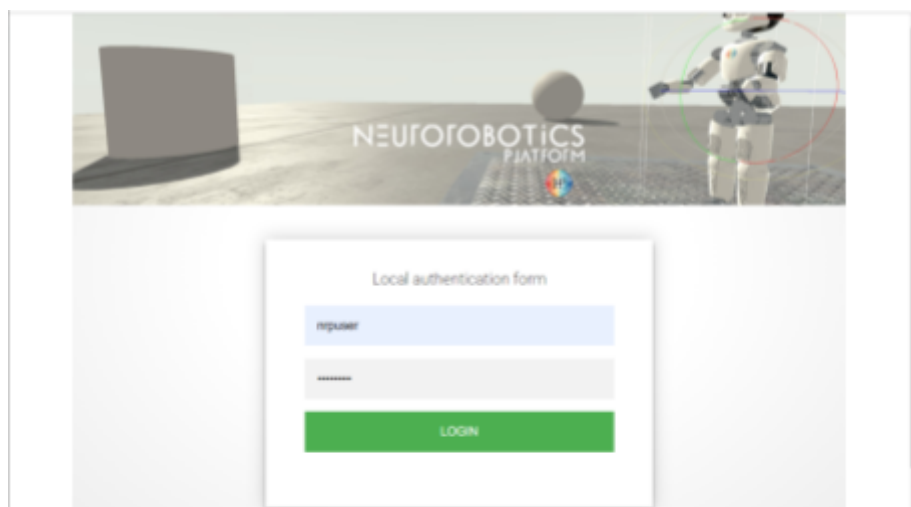 NEUROROBOTICS
PLATFORM
Local authentication form
nrpuser
LOGIN